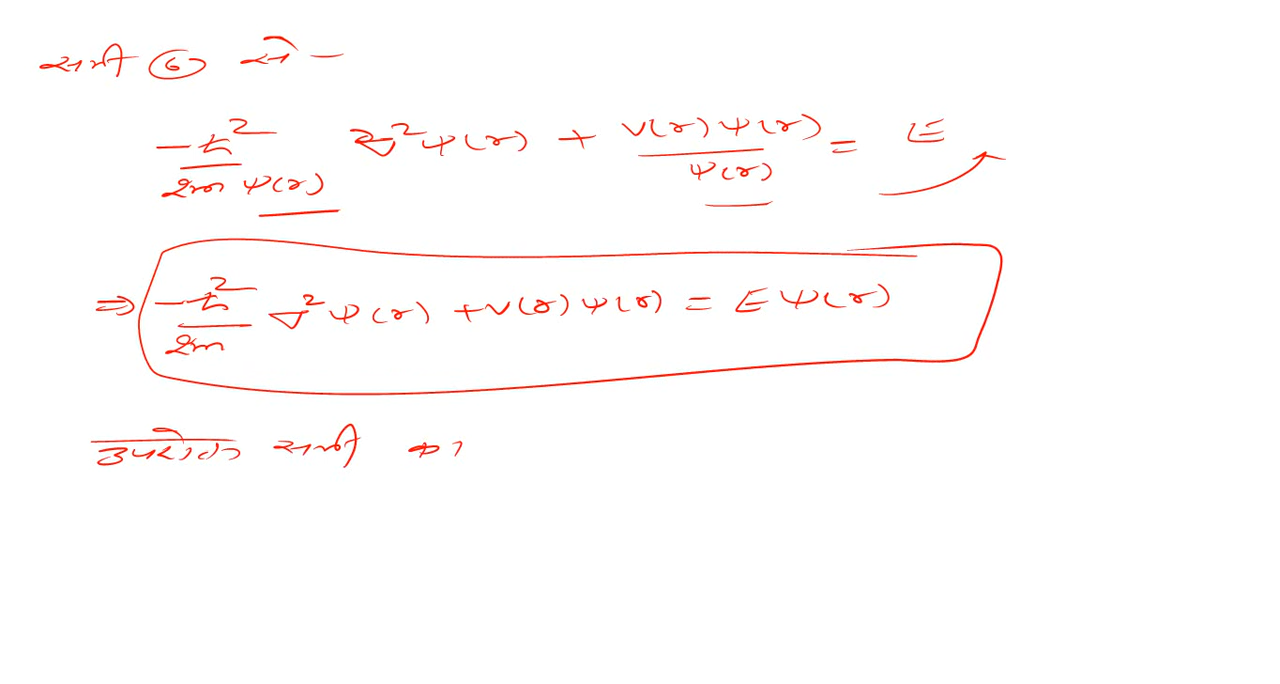 समी ⑥ से —
-ħ²/2m ψ(r) ∇²ψ(r) + V(r)ψ(r)/ψ(r) = E
⇒ -ħ²/2m ∇²ψ(r) + V(r)ψ(r) = Eψ(r)
उपरोक्त समी का